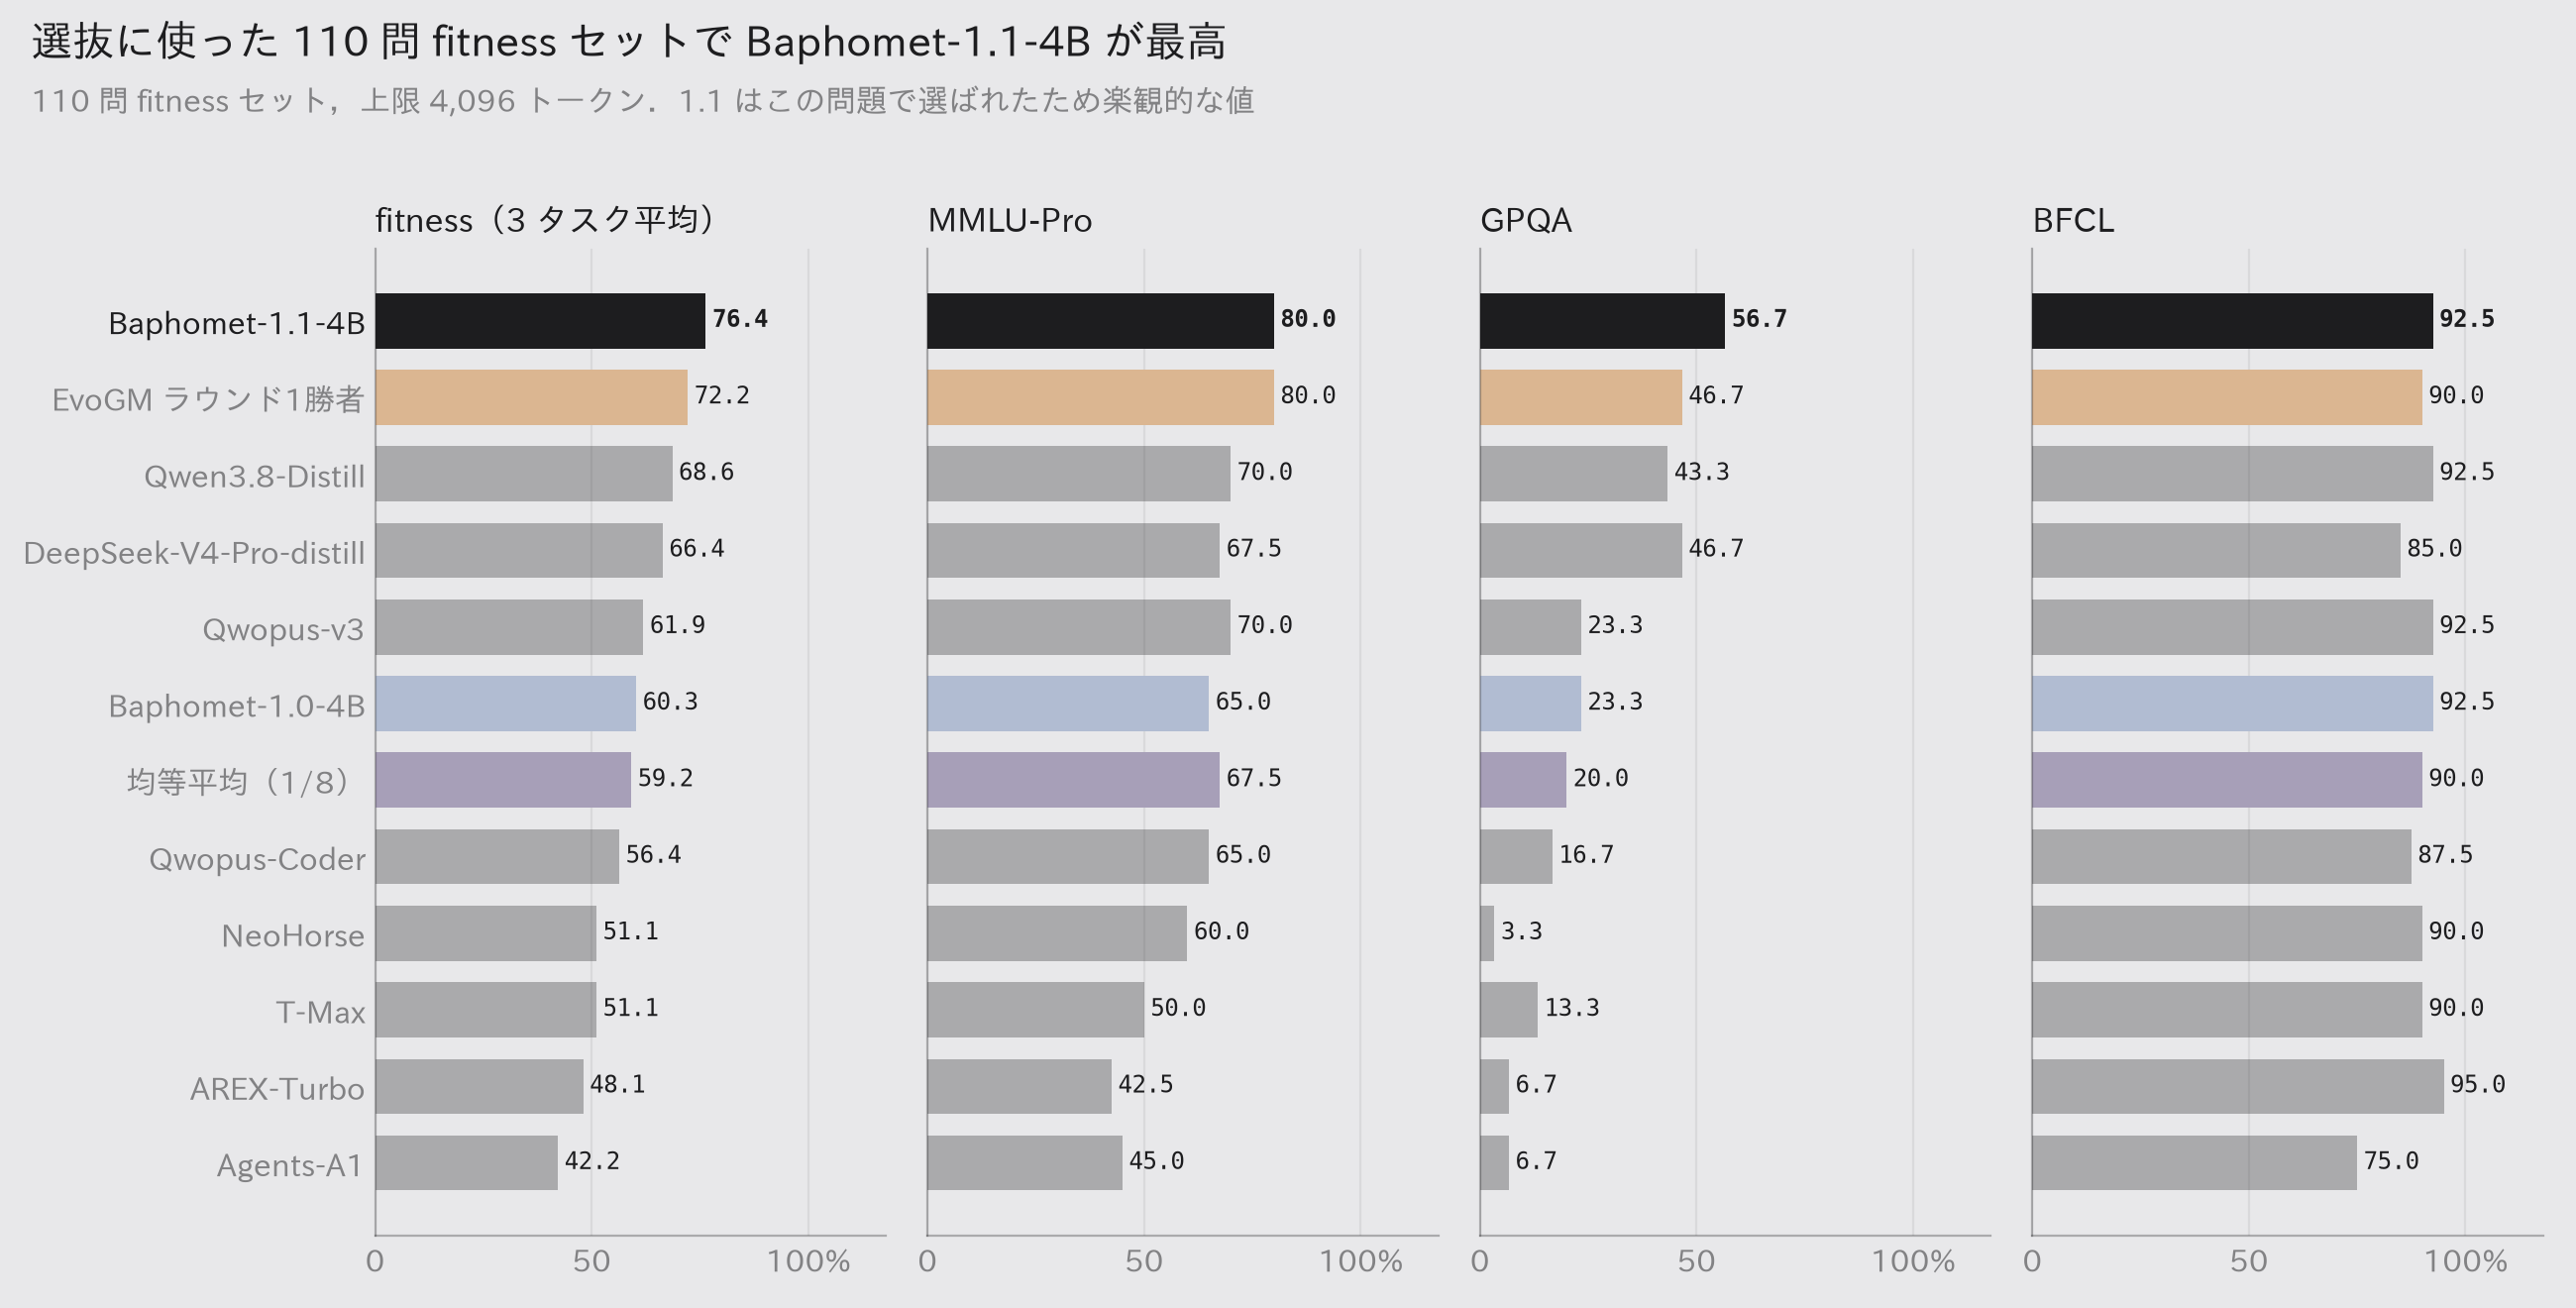 選抜に使った 110 問 fitness セットで Baphomet-1.1-4B が最高
110 問 fitness セット，上限 4,096 トークン．1.1 はこの問題で選ばれたため楽観的な値
fitness（3 タスク平均） MMLU-Pro GPQA BFCL
Baphomet-1.1-4B 76.4 80.0 56.7 92.5
EvoGM ラウンド1勝者 72.2 80.0 46.7 90.0
Qwen3.8-Distill 68.6 70.0 43.3 92.5
DeepSeek-V4-Pro-distill 66.4 67.5 46.7 85.0
Qwopus-v3 61.9 70.0 23.3 92.5
Baphomet-1.0-4B 60.3 65.0 23.3 92.5
均等平均（1/8） 59.2 67.5 20.0 90.0
Qwopus-Coder 56.4 65.0 16.7 87.5
NeoHorse 51.1 60.0 3.3 90.0
T-Max 51.1 50.0 13.3 90.0
AREX-Turbo 48.1 42.5 6.7 95.0
Agents-A1 42.2 45.0 6.7 75.0
0 50 100% 0 50 100% 0 50 100% 0 50 100%